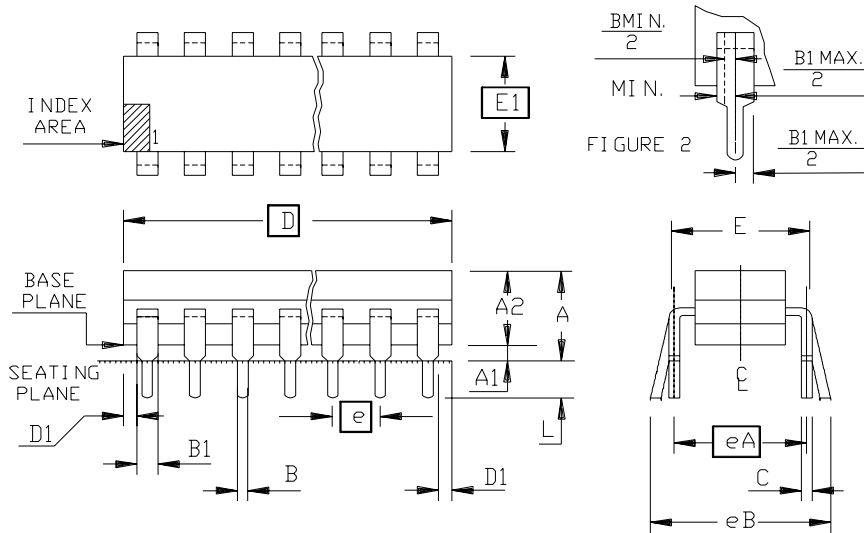 BMIN.
2
B1 MAX.
2
MIN.
E1
INDEX
AREA
1
FIGURE 2
B1 MAX.
2
D
E
BASE
PLANE
A2
A
SEATING
PLANE
A1
℄
D1
e
L
eA
B1
B
D1
C
eB